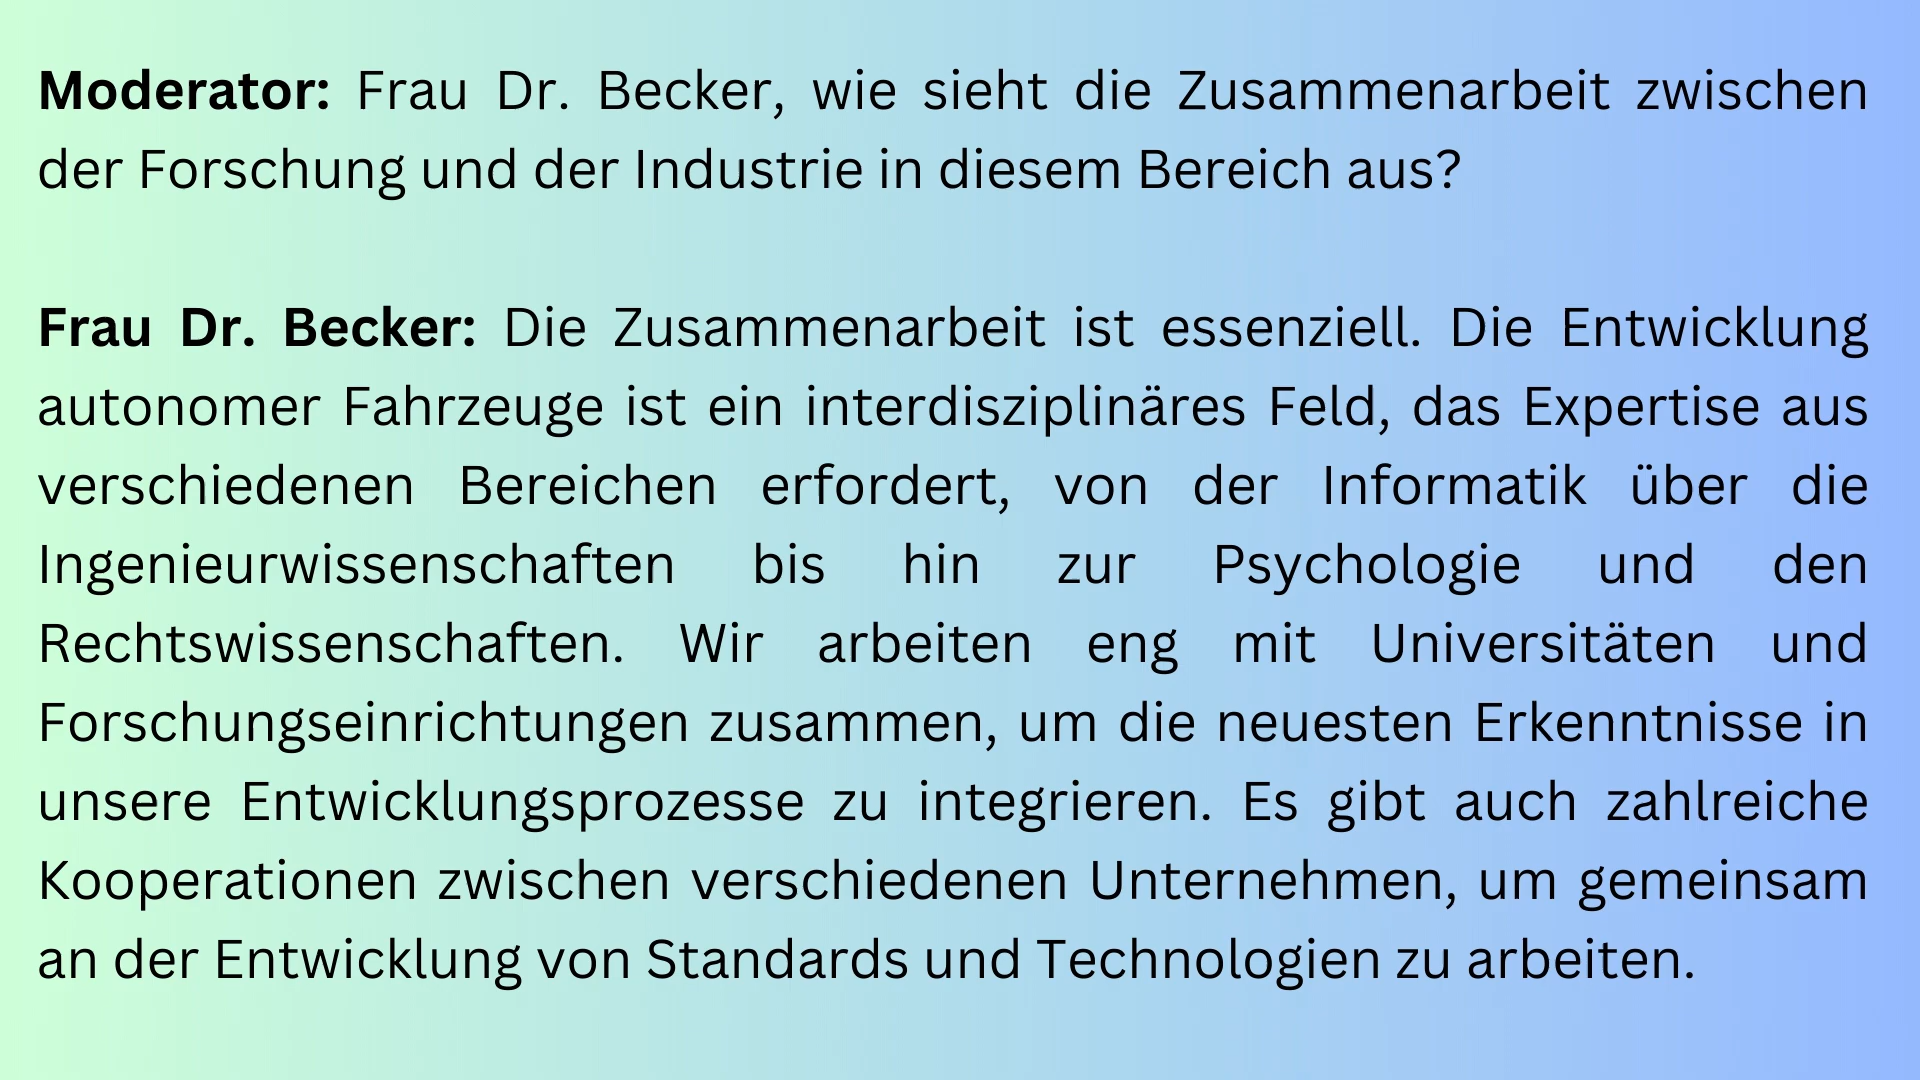 Moderator: Frau Dr. Becker, wie sieht die Zusammenarbeit zwischen
der Forschung und der Industrie in diesem Bereich aus?
Frau Dr. Becker: Die Zusammenarbeit ist essenziell. Die Entwicklung
autonomer Fahrzeuge ist ein interdisziplinäres Feld, das Expertise aus
verschiedenen Bereichen erfordert, von der Informatik über die
Ingenieurwissenschaften bis hin zur Psychologie und den
Rechtswissenschaften. Wir arbeiten eng mit Universitäten und
Forschungseinrichtungen zusammen, um die neuesten Erkenntnisse in
unsere Entwicklungsprozesse zu integrieren. Es gibt auch zahlreiche
Kooperationen zwischen verschiedenen Unternehmen, um gemeinsam
an der Entwicklung von Standards und Technologien zu arbeiten.